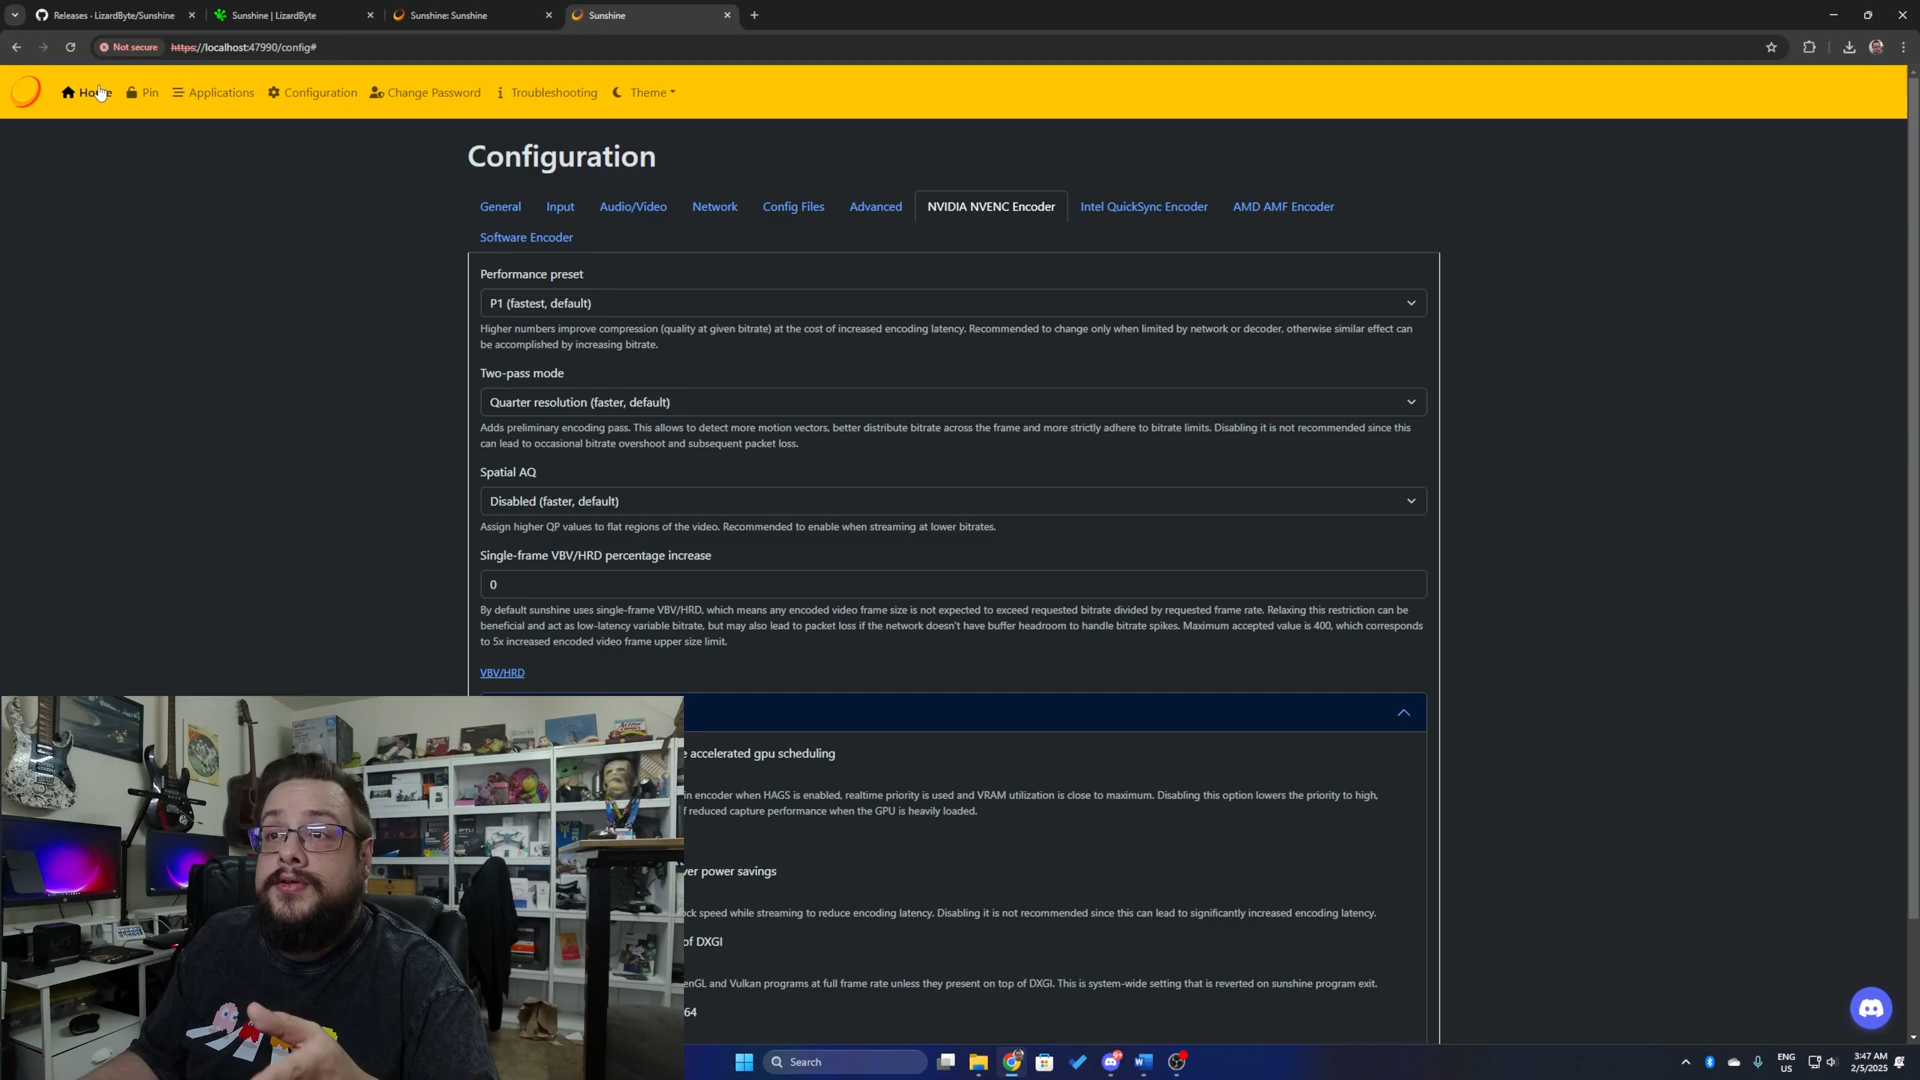 Releases · LizardByte/Sunshine
Sunshine | LizardByte
Sunshine: Sunshine
Sunshine
Not secure
https://localhost:47990/config#
Home
Pin
Applications
Configuration
Change Password
Troubleshooting
Theme
Configuration
General
Input
Audio/Video
Network
Config Files
Advanced
NVIDIA NVENC Encoder
Intel QuickSync Encoder
AMD AMF Encoder
Software Encoder
Performance preset
P1 (fastest, default)
Higher numbers improve compression (quality at given bitrate) at the cost of increased encoding latency. Recommended to change only when limited by network or decoder, otherwise similar effect can
be accomplished by increasing bitrate.
Two-pass mode
Quarter resolution (faster, default)
Adds preliminary encoding pass. This allows to detect more motion vectors, better distribute bitrate across the frame and more strictly adhere to bitrate limits. Disabling it is not recommended since this
can lead to occasional bitrate overshoot and subsequent packet loss.
Spatial AQ
Disabled (faster, default)
Assign higher QP values to flat regions of the video. Recommended to enable when streaming at lower bitrates.
Single-frame VBV/HRD percentage increase
0
By default sunshine uses single-frame VBV/HRD, which means any encoded video frame size is not expected to exceed requested bitrate divided by requested frame rate. Relaxing this restriction can be
beneficial and act as low-latency variable bitrate, but may also lead to packet loss if the network doesn't have buffer headroom to handle bitrate spikes. Maximum accepted value is 400, which corresponds
to 5x increased encoded video frame upper size limit.
VBV/HRD
accelerated gpu scheduling
n encoder when HAGS is enabled, realtime priority is used and VRAM utilization is close to maximum. Disabling this option lowers the priority to high,
f reduced capture performance when the GPU is heavily loaded.
ver power savings
ck speed while streaming to reduce encoding latency. Disabling it is not recommended since this can lead to significantly increased encoding latency.
of DXGI
enGL and Vulkan programs at full frame rate unless they present on top of DXGI. This is system-wide setting that is reverted on sunshine program exit.
64
Search
ENG
US
3:47 AM
2/5/2025